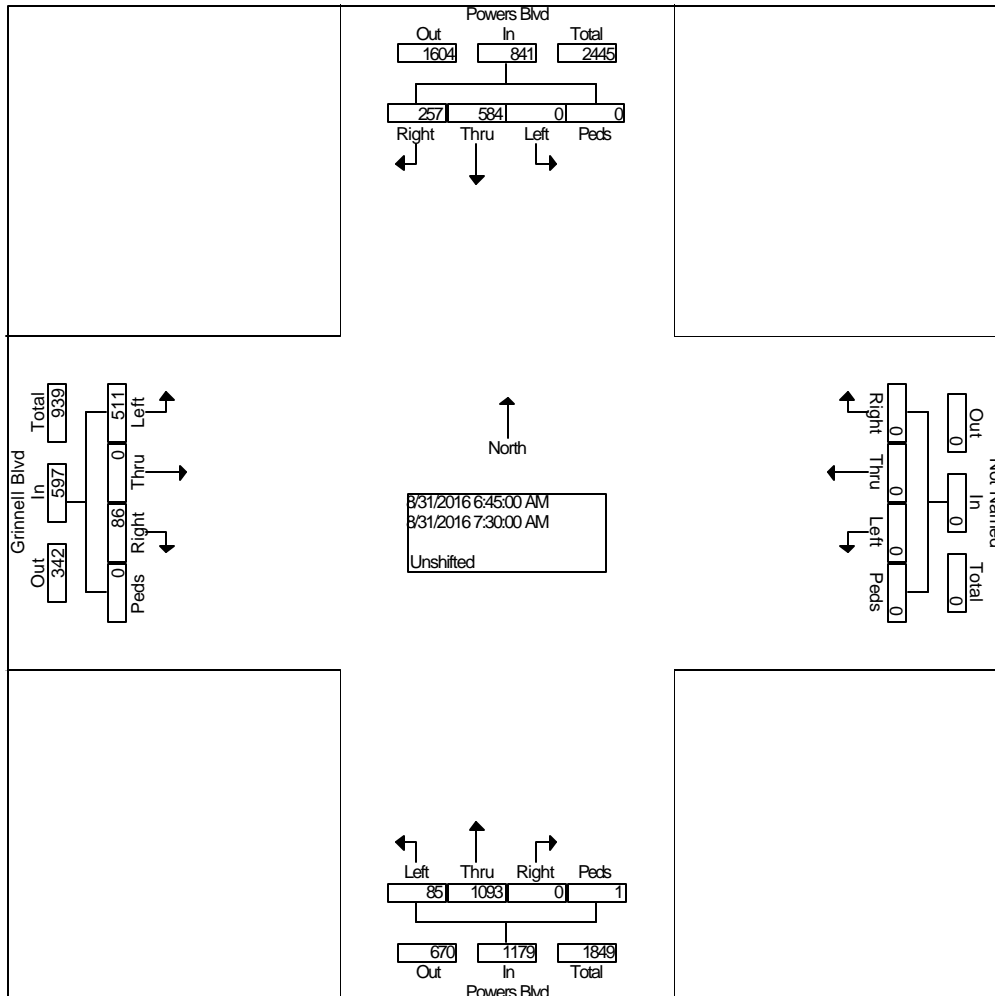 Powers Blvd
Out In Total
1604 841 2445
257 584 0 0
Right Thru Left Peds
Grinnell Blvd
Out In Total
342 597 939
511 0 86 0
Left Thru Right Peds
North
8/31/2016 6:45:00 AM
8/31/2016 7:30:00 AM
Unshifted
Right Thru Left Peds
0 0 0 0
Out In Total
0 0 0
Not Named
Left Thru Right Peds
85 1093 0 1
670 1179 1849
Out In Total
Powers Blvd